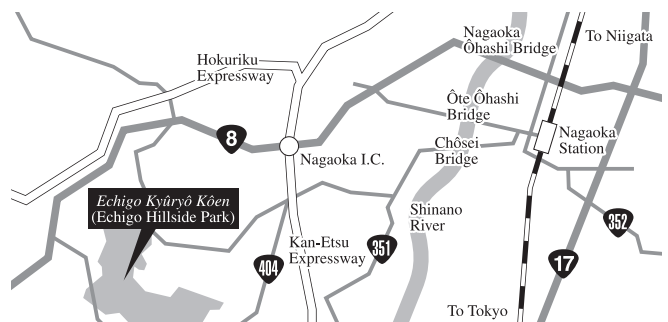 Nagaoka
Ôhashi Bridge
To Niigata
Hokuriku
Expressway
Ôte Ôhashi
Bridge
8
Nagaoka I.C.
Chôsei
Bridge
Nagaoka
Station
Echigo Kyûryô Kôen
(Echigo Hillside Park)
Shinano
River
352
Kan-Etsu
Expressway
351
404
17
To Tokyo